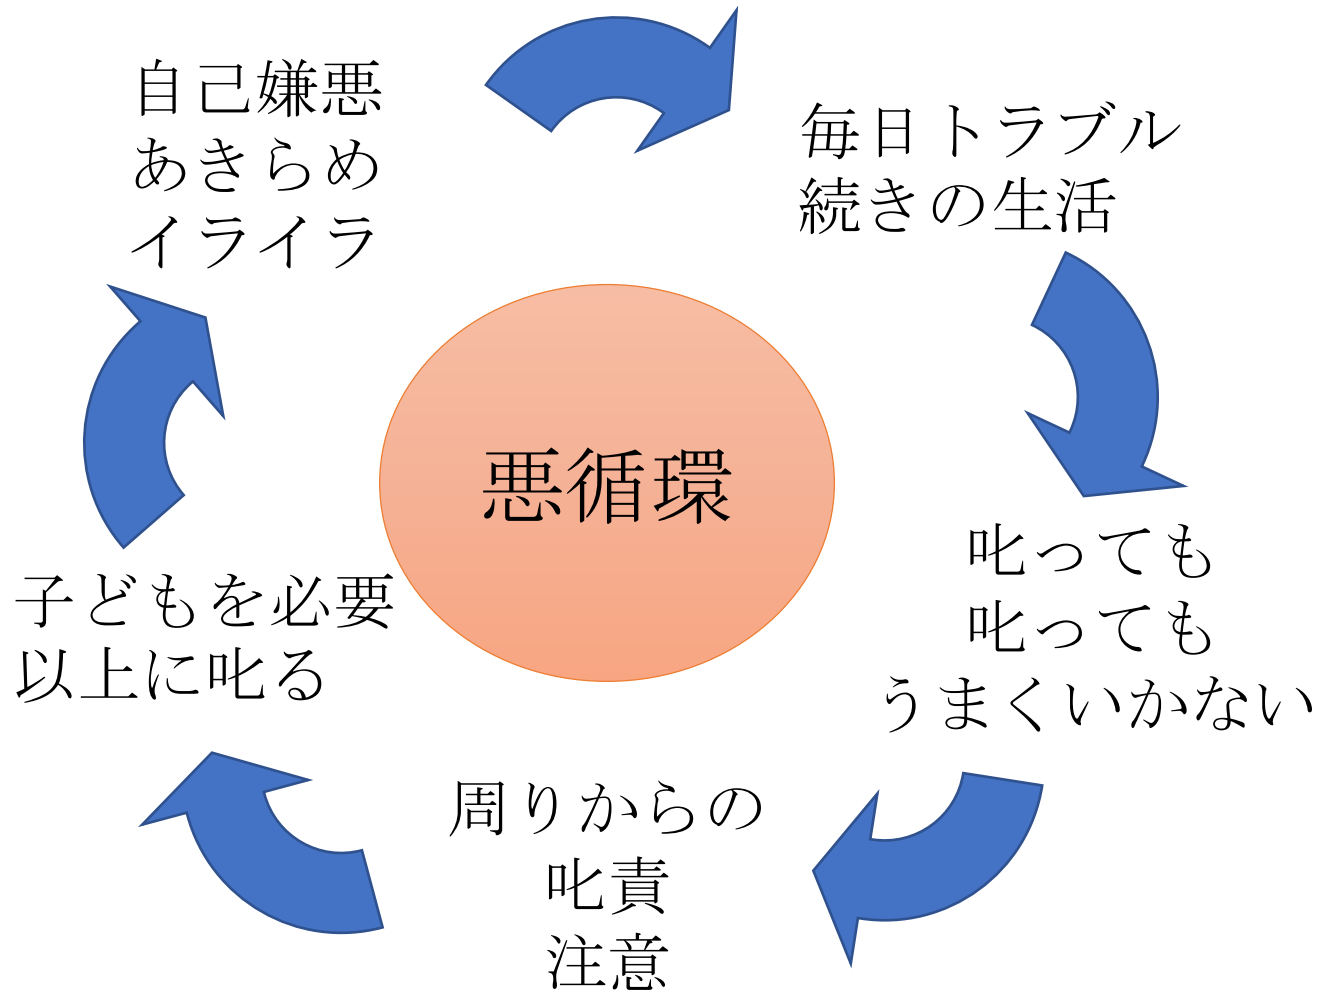 自己嫌悪
あきらめ
イライラ
毎日トラブル
続きの生活
叱っても
叱っても
うまくいかない
周りからの
叱責
注意
子どもを必要
以上に叱る
悪循環